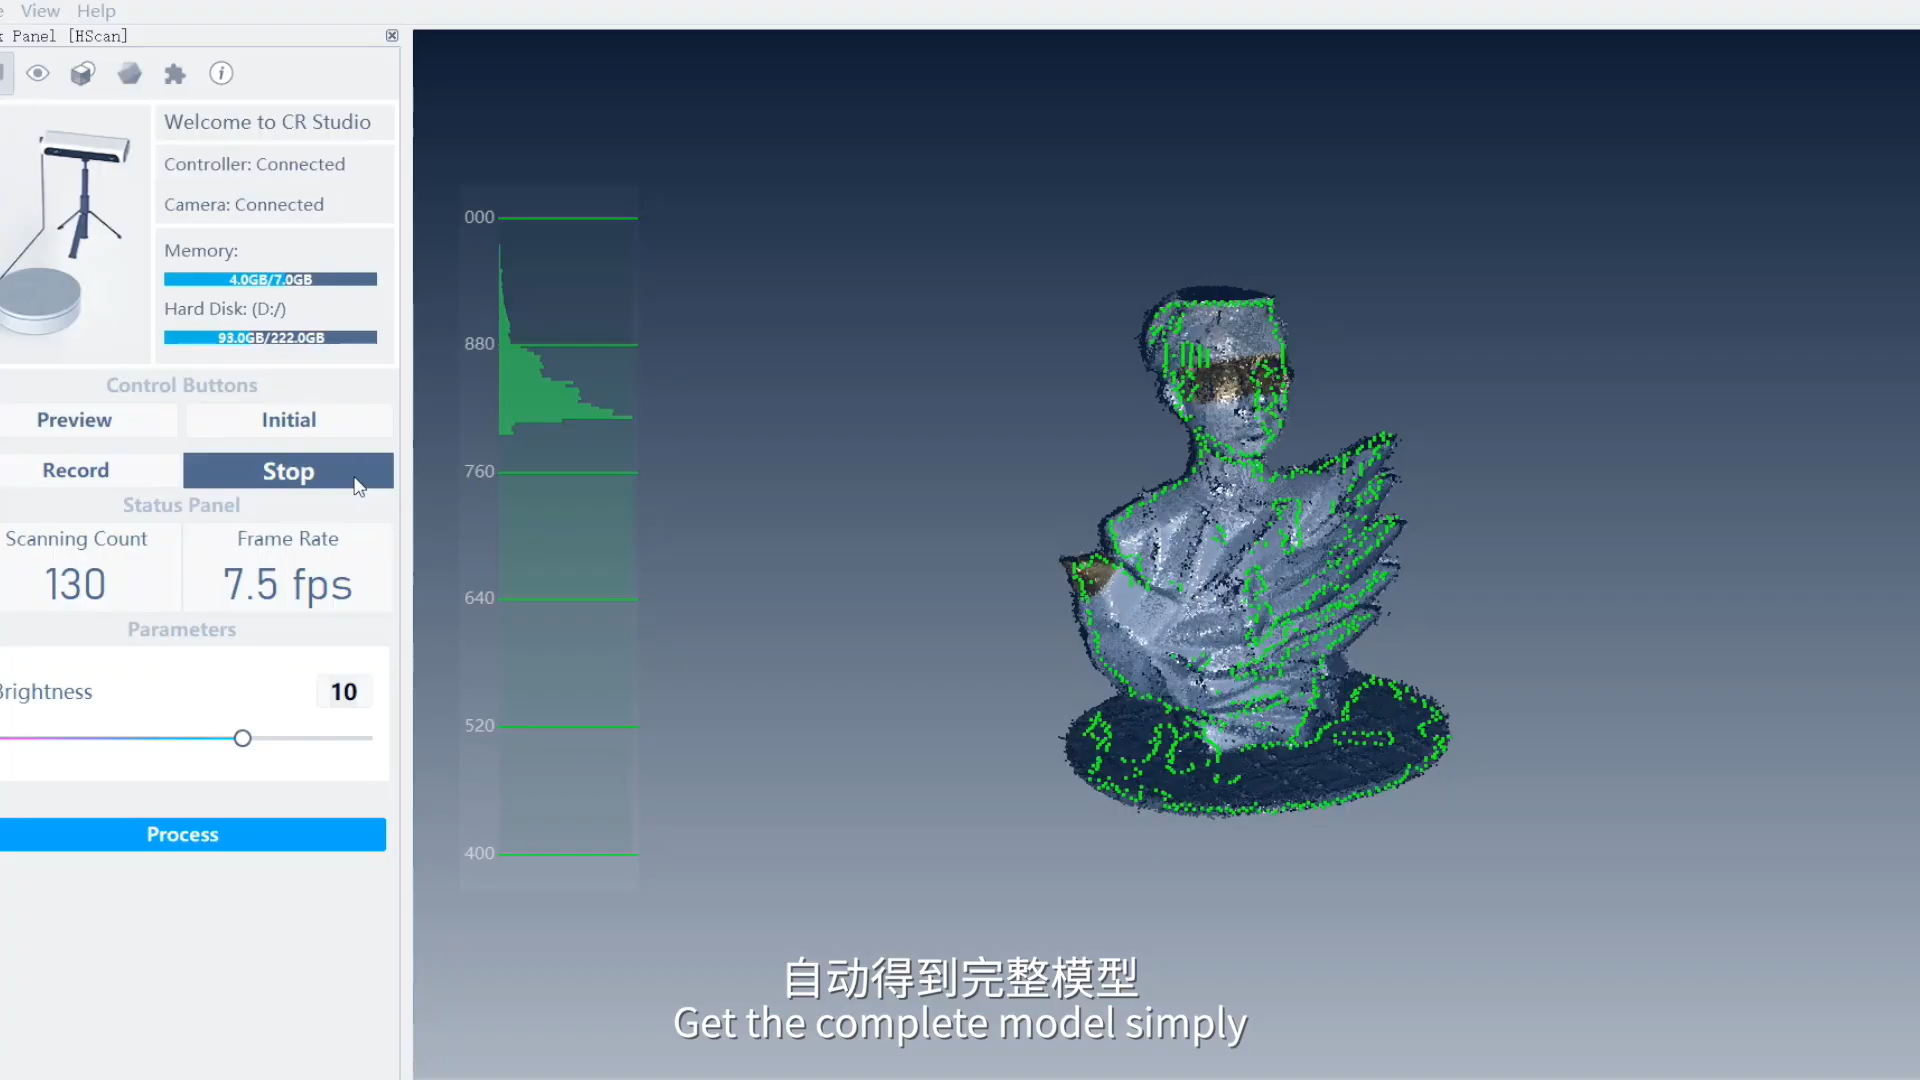 View Help
Panel [HScan]
Welcome to CR Studio
Controller: Connected
Camera: Connected
Memory:
4.0GB/7.0GB
Hard Disk: (D:/)
93.0GB/222.0GB
Control Buttons
Preview Initial
Record Stop
Status Panel
Scanning Count Frame Rate
130 7.5 fps
Parameters
Brightness 10
Process
000
880
760
640
520
400
自动得到完整模型
Get the complete model simply